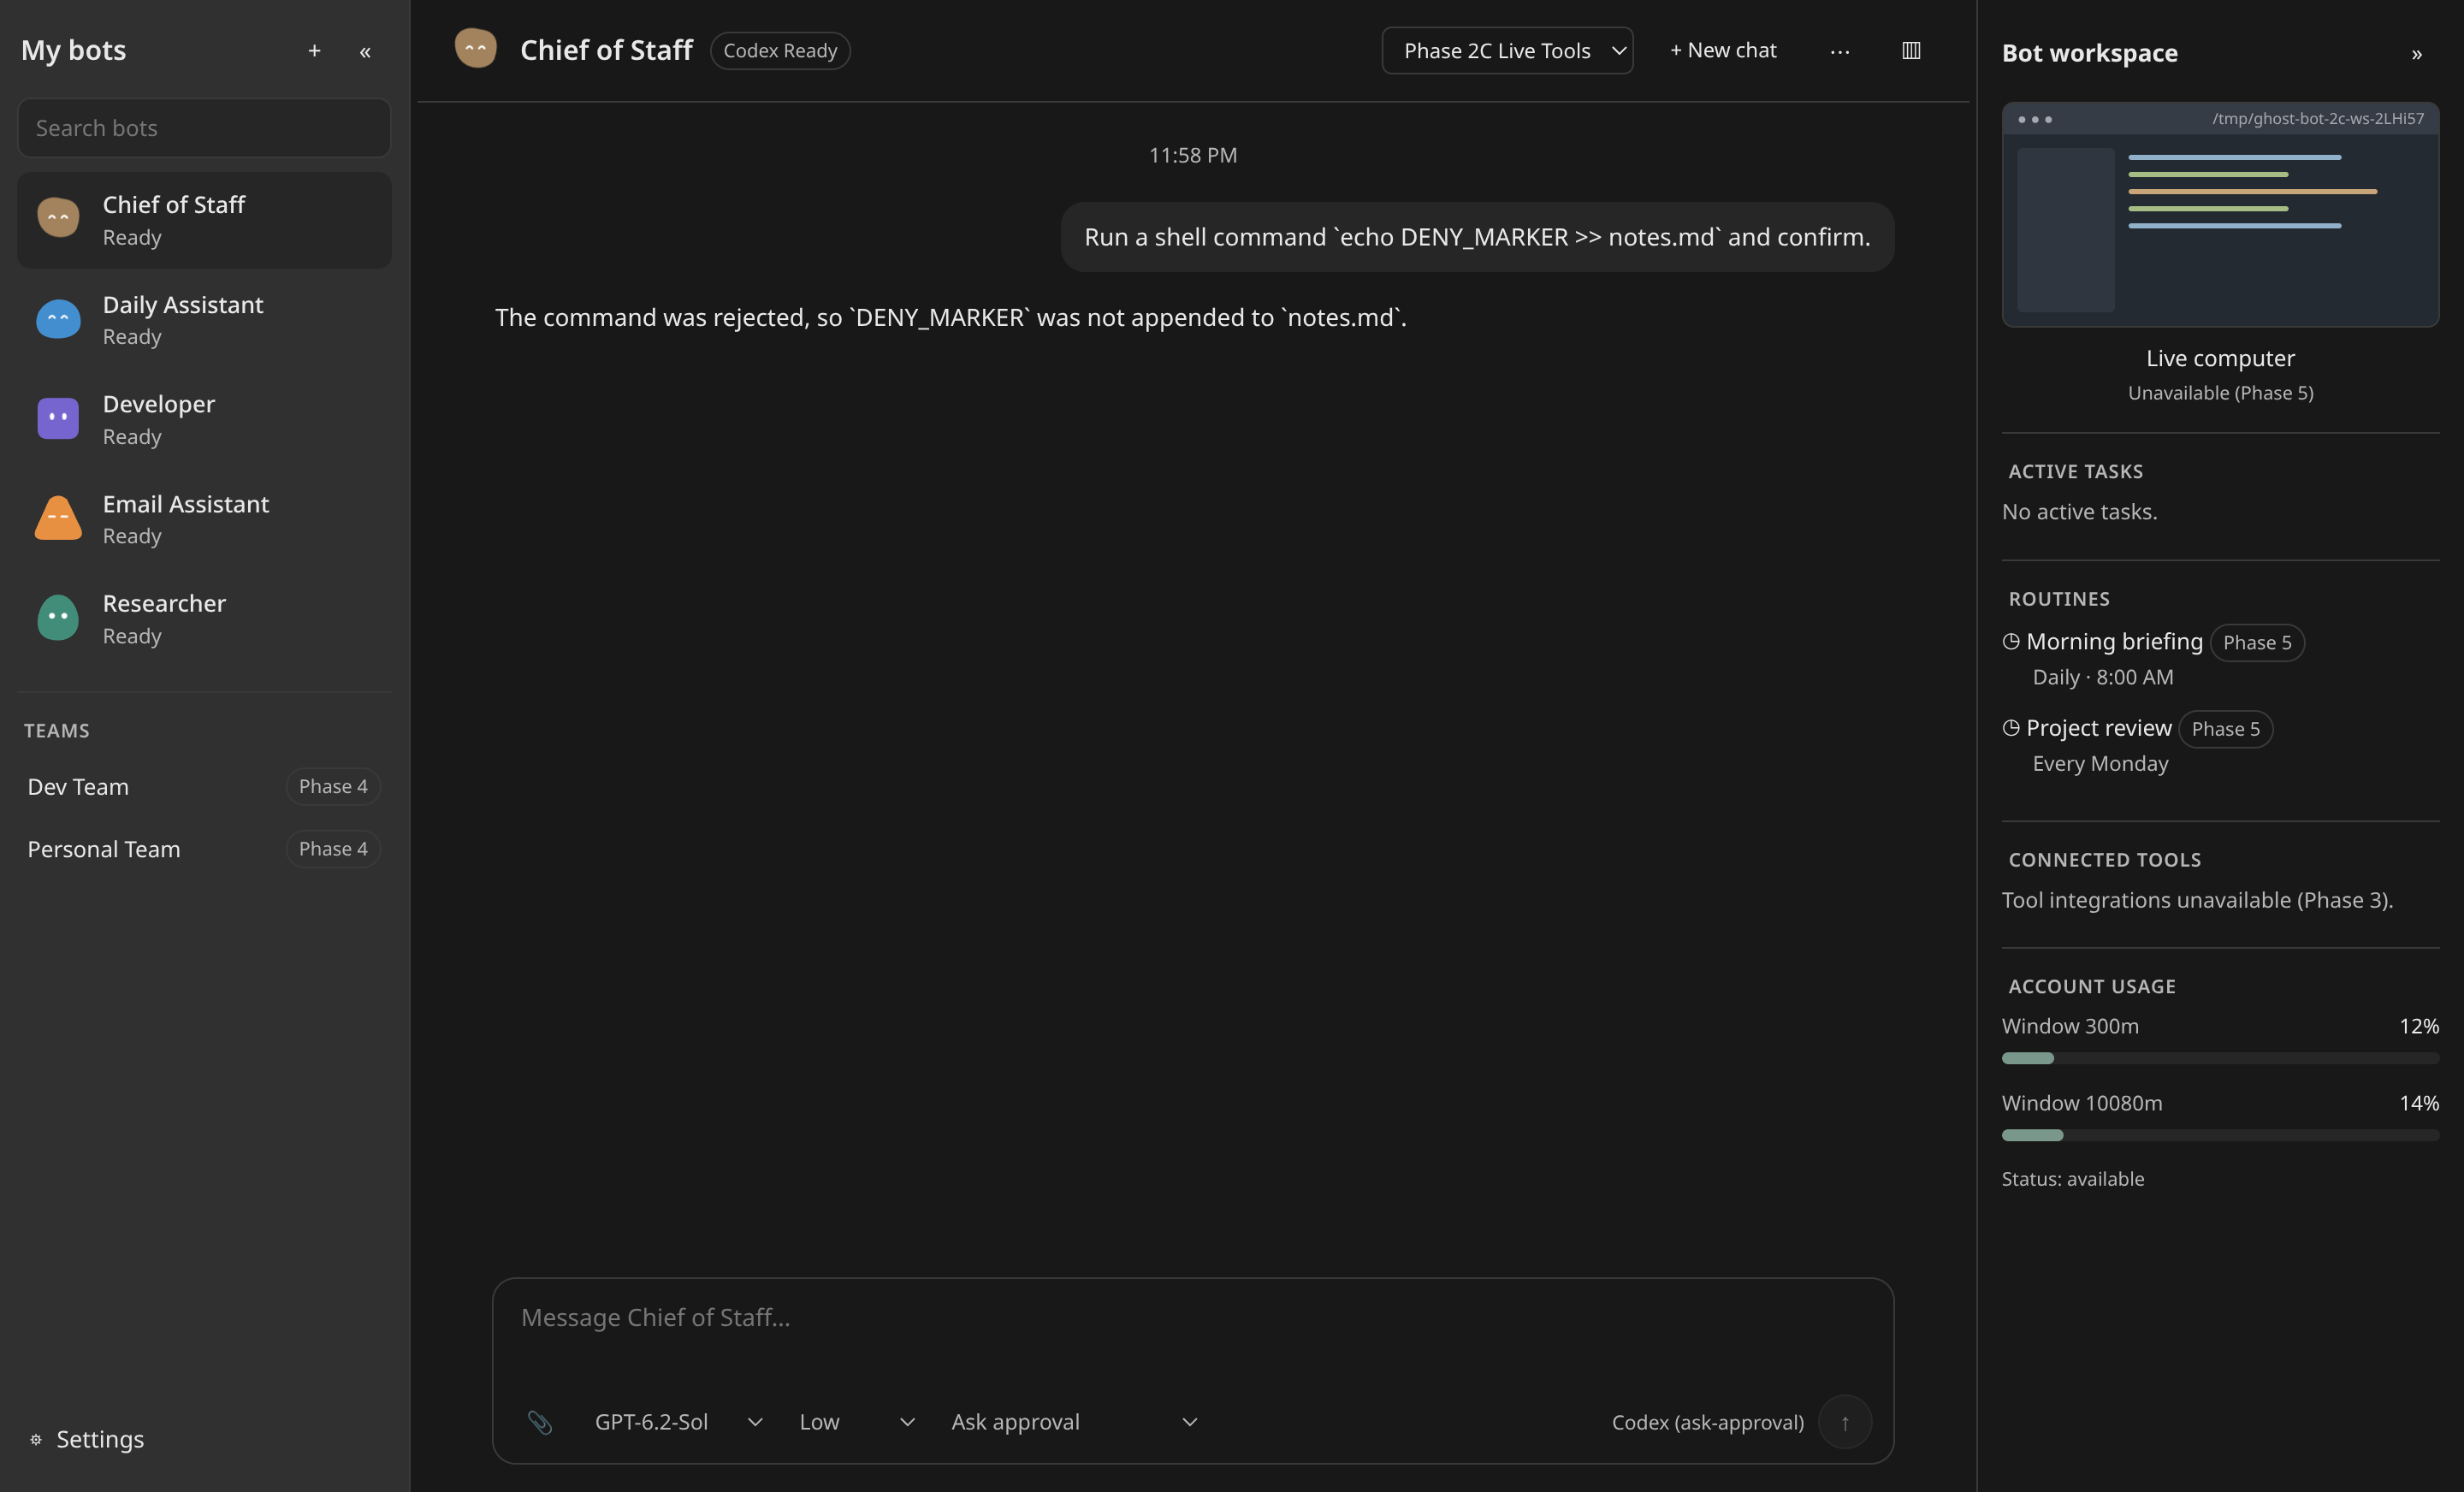 My bots
+
«
Search bots
Chief of Staff
Ready
Daily Assistant
Ready
Developer
Ready
Email Assistant
Ready
Researcher
Ready
TEAMS
Dev Team Phase 4
Personal Team Phase 4
Settings
Chief of Staff Codex Ready
Phase 2C Live Tools + New chat ...
11:58 PM
Run a shell command `echo DENY_MARKER >> notes.md` and confirm.
The command was rejected, so `DENY_MARKER` was not appended to `notes.md`.
Message Chief of Staff...
GPT-6.2-Sol Low Ask approval Codex (ask-approval) ↑
Bot workspace »
/tmp/ghost-bot-2c-ws-2LHi57
Live computer
Unavailable (Phase 5)
ACTIVE TASKS
No active tasks.
ROUTINES
Morning briefing Phase 5
Daily · 8:00 AM
Project review Phase 5
Every Monday
CONNECTED TOOLS
Tool integrations unavailable (Phase 3).
ACCOUNT USAGE
Window 300m 12%
Window 10080m 14%
Status: available